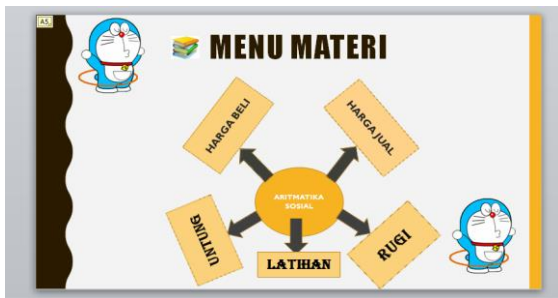 A5
MENU MATERI
HARGA BELI
HARGA JUAL
ARITMATIKA
SOSIAL
UNTUNG
LATIHAN
RUGI